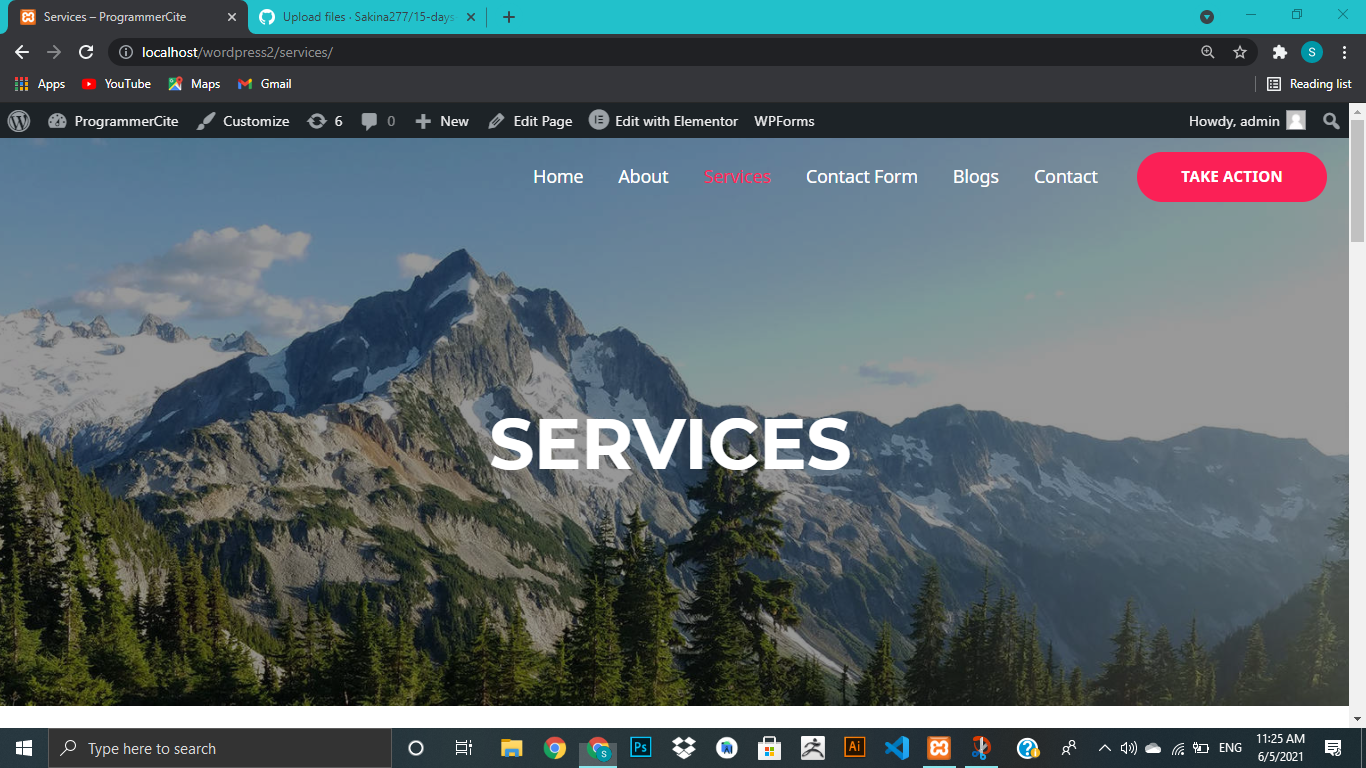 Services – ProgrammerCite
Upload files · Sakina277/15-days
localhost/wordpress2/services/
S
Apps YouTube Maps Gmail Reading list
ProgrammerCite Customize 6 0 New Edit Page Edit with Elementor WPForms Howdy, admin
Home About Services Contact Form Blogs Contact TAKE ACTION
SERVICES
Type here to search
Ps
Ai
S
ENG
11:25 AM
6/5/2021